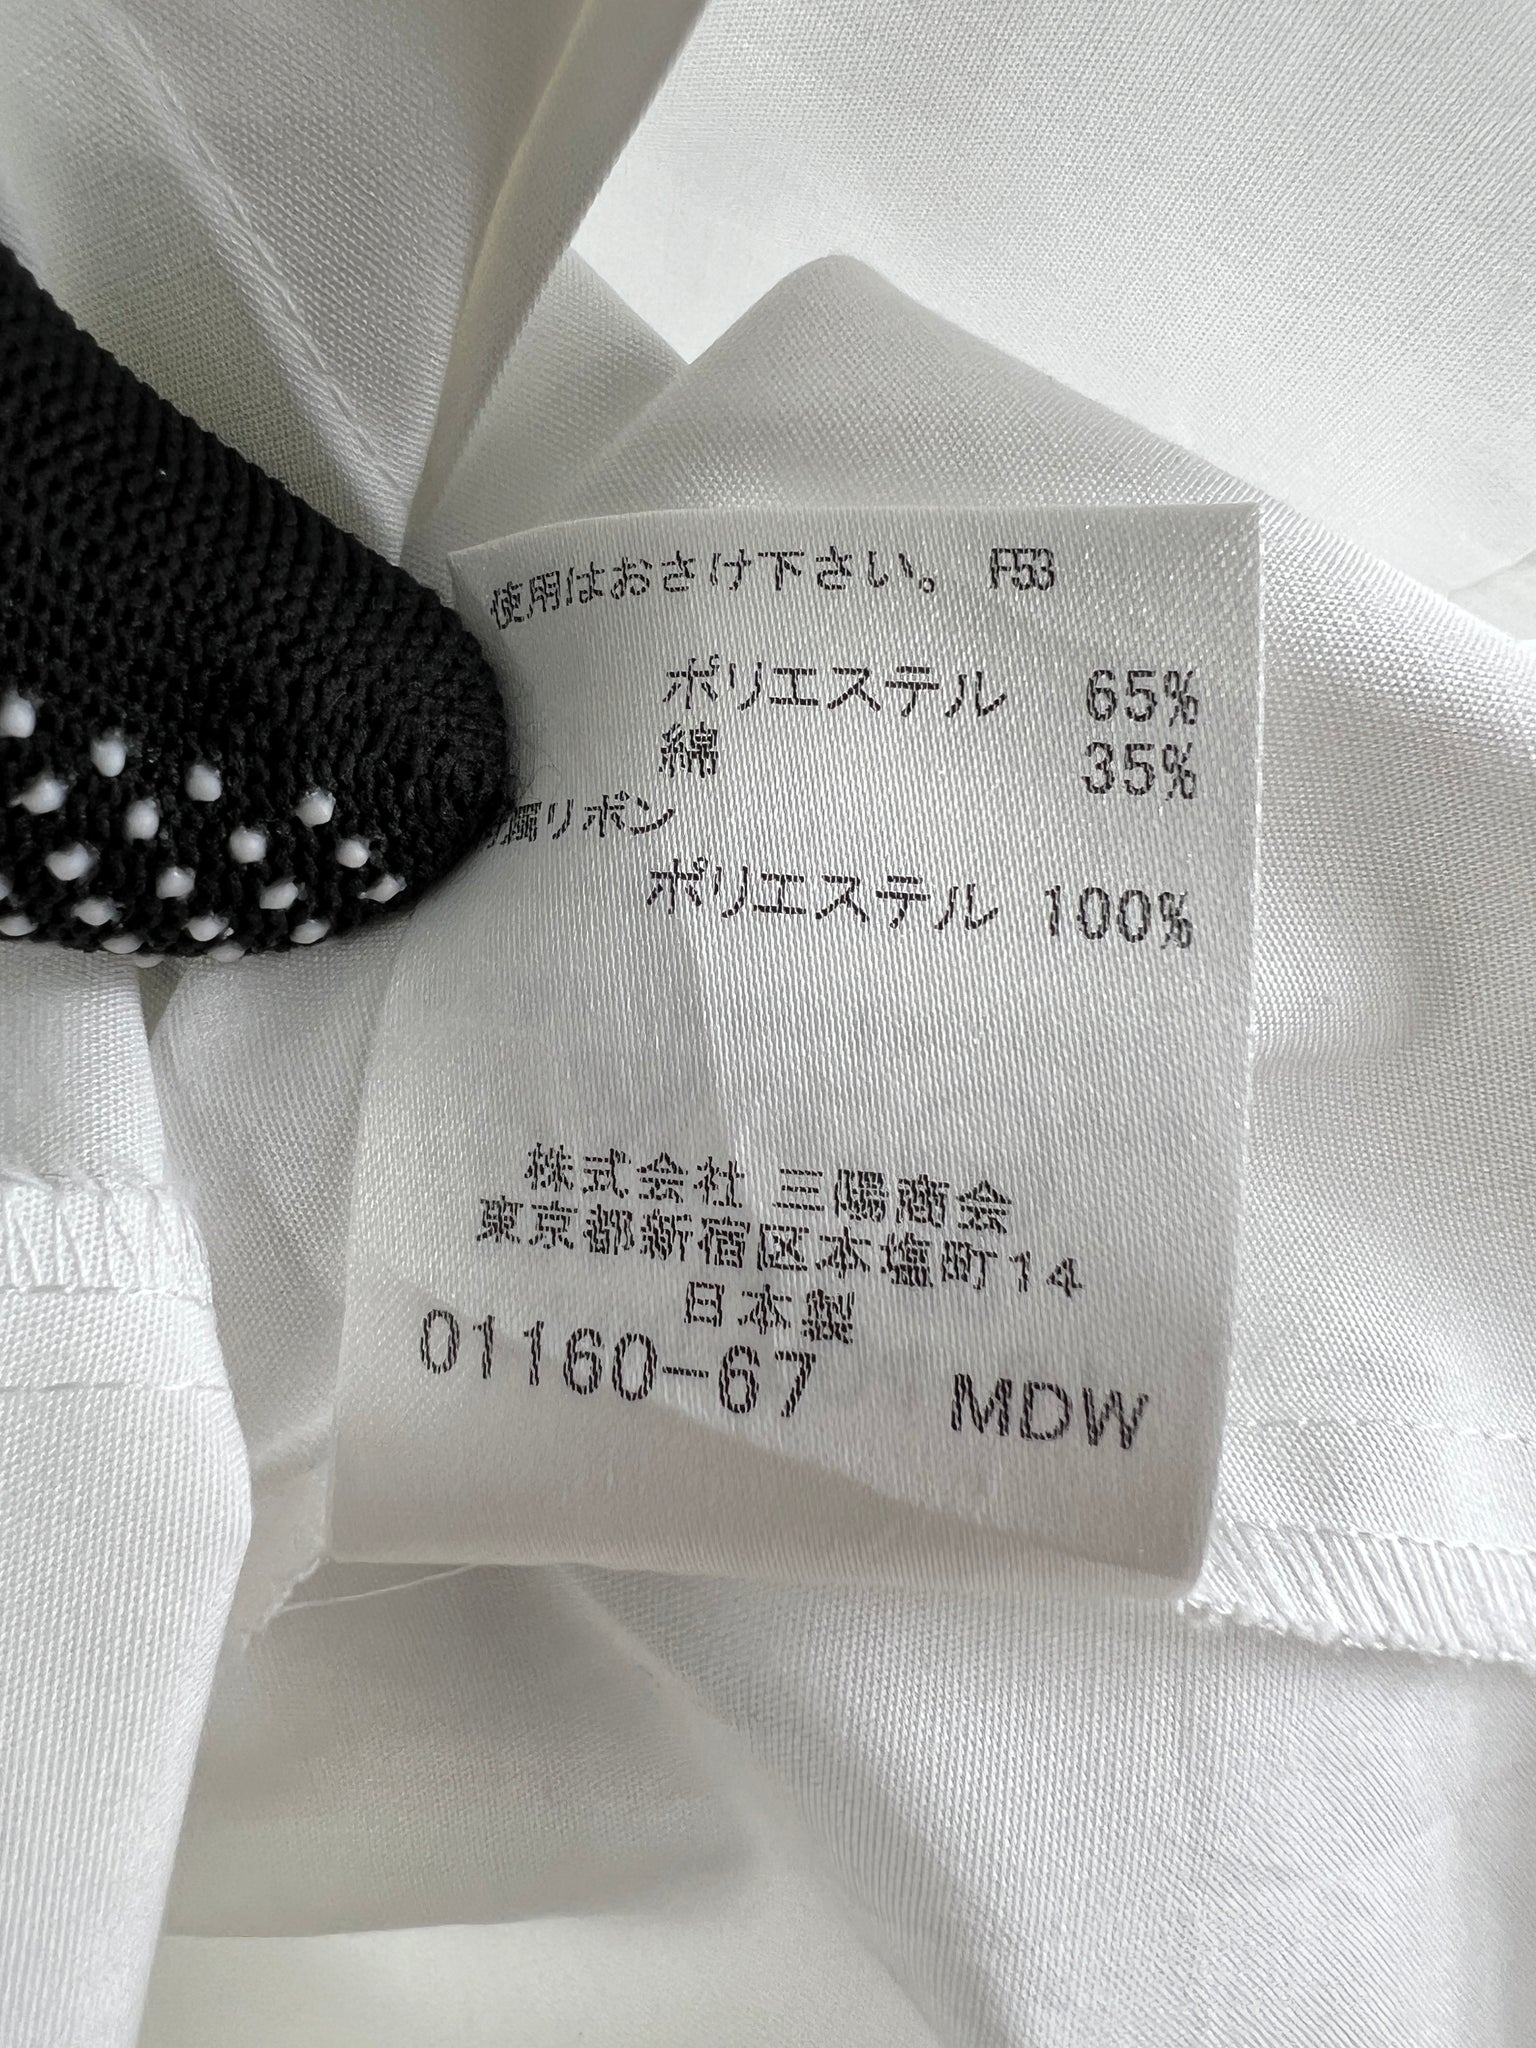 使用はおさけ下さい。 F53
ポリエステル 65%
綿 35%
属リボン
ポリエステル 100%
株式会社 三陽商会
東京都新宿区本塩町14
日本製
01160-67 MDW